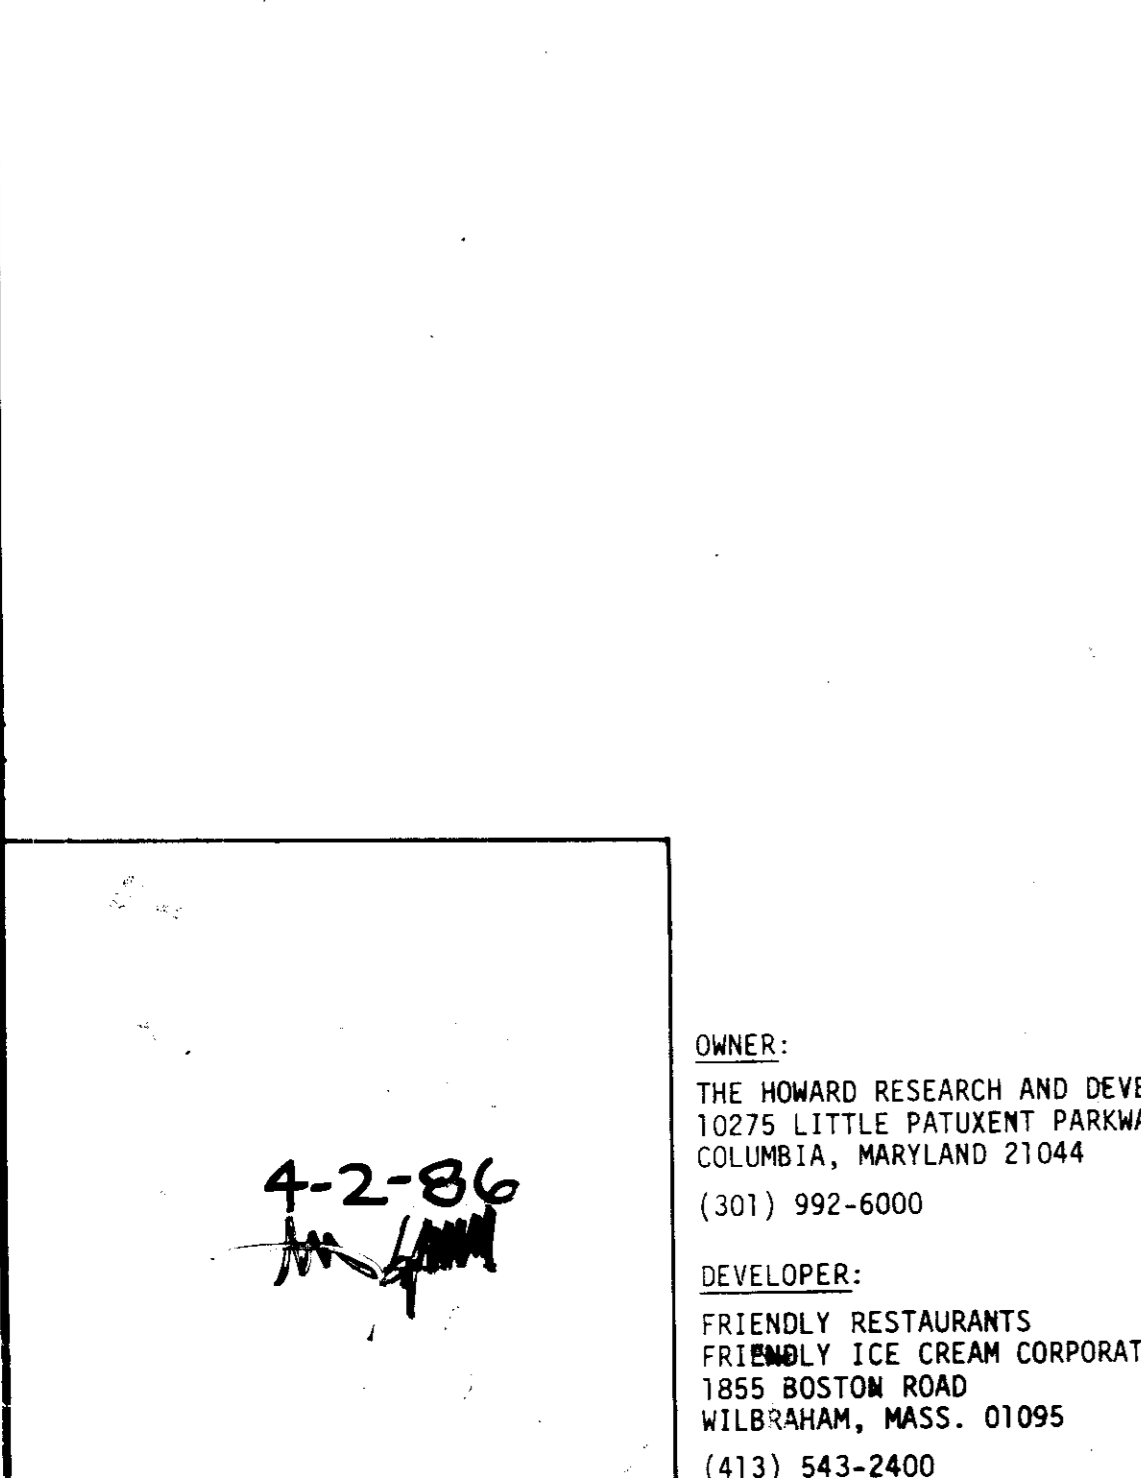 4-2-86
OWNER:
THE HOWARD RESEARCH AND DEVE
10275 LITTLE PATUXENT PARKWA
COLUMBIA, MARYLAND 21044
(301) 992-6000
DEVELOPER:
FRIENDLY RESTAURANTS
FRIENDLY ICE CREAM CORPORAT
1855 BOSTON ROAD
WILBRAHAM, MASS. 01095
(413) 543-2400